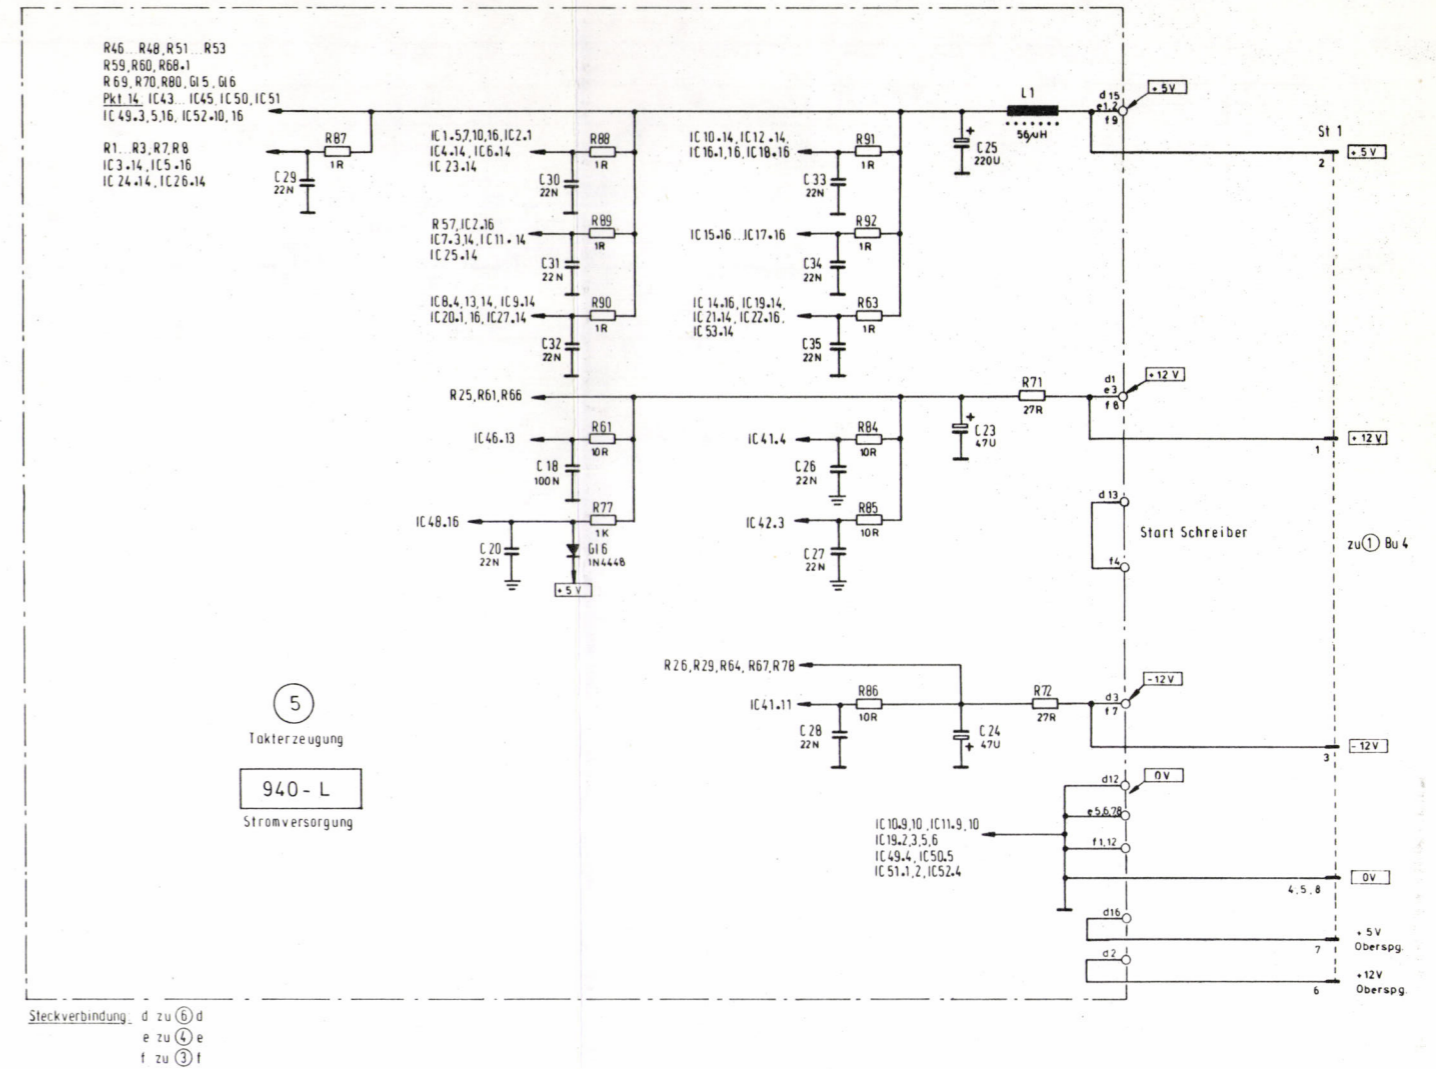 R46...R48, R51...R53
R59, R60, R68.1
R69, R70, R80, Gl5, Gl6
Pkt.14: IC43...IC45, IC50, IC51
IC49.3,5,16, IC52.10,16
R1...R3, R7, R8
IC3.14, IC5.16
IC24.14, IC26.14
R87
1R
C29
22N
IC1.5,7,10,16, IC2.1
IC4.14, IC6.14
IC23.14
R88
1R
C30
22N
R57, IC2.16
IC7.3,14, IC11.14
IC25.14
R89
1R
C31
22N
IC8.4,13,14, IC9.14
IC20.1,16, IC27.14
R90
1R
C32
22N
IC10.14, IC12.14,
IC16.1,16, IC18.16
R91
1R
C33
22N
IC15.16...IC17.16
R92
1R
C34
22N
IC14.16, IC19.14,
IC21.14, IC22.16,
IC53.14
R63
1R
C35
22N
+
C25
220U
L1
56µH
d15
e1,2
f9
+5V
St 1
2
+5V
R25, R61, R66
R71
27R
d1
e3
f8
+12V
+
C23
47U
1
+12V
IC46.13
R61
10R
C18
100N
IC41.4
R84
10R
C26
22N
IC48.16
R77
1K
C20
22N
Gl6
1N4448
+5V
IC42.3
R85
10R
C27
22N
d13
Start Schreiber
f4
zu 1 Bu 4
R26, R29, R64, R67, R78
IC41.11
R86
10R
C28
22N
R72
27R
C24
+ 47U
d3
f7
-12V
3
-12V
5
Takterzeugung
940-L
Stromversorgung
IC10.9,10, IC11.9,10
IC19.2,3,5,6
IC49.4, IC50.5
IC51.1,2, IC52.4
d12
0V
e5,6,7,8
f1,12
4,5,8
0V
d16
7
+5V
Oberspg.
d2
6
+12V
Oberspg.
Steckverbindung: d zu 6 d
e zu 4 e
f zu 3 f